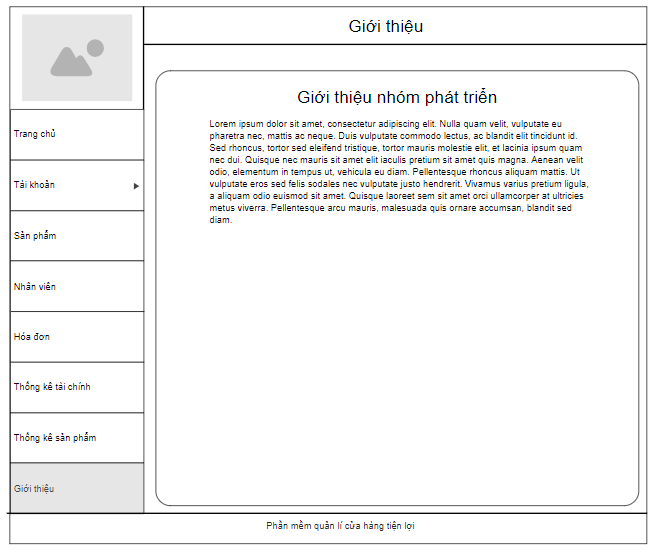 Giới thiệu
Trang chủ
Tài khoản
Sản phẩm
Nhân viên
Hóa đơn
Thống kê tài chính
Thống kê sản phẩm
Giới thiệu
Giới thiệu nhóm phát triển
Lorem ipsum dolor sit amet, consectetur adipiscing elit. Nulla quam velit, vulputate eu
pharetra nec, mattis ac neque. Duis vulputate commodo lectus, ac blandit elit tincidunt id.
Sed rhoncus, tortor sed eleifend tristique, tortor mauris molestie elit, et lacinia ipsum quam
nec dui. Quisque nec mauris sit amet elit iaculis pretium sit amet quis magna. Aenean velit
odio, elementum in tempus ut, vehicula eu diam. Pellentesque rhoncus aliquam mattis. Ut
vulputate eros sed felis sodales nec vulputate justo hendrerit. Vivamus varius pretium ligula,
a aliquam odio euismod sit amet. Quisque laoreet sem sit amet orci ullamcorper at ultricies
metus viverra. Pellentesque arcu mauris, malesuada quis ornare accumsan, blandit sed
diam.
Phần mềm quản lí cửa hàng tiện lợi